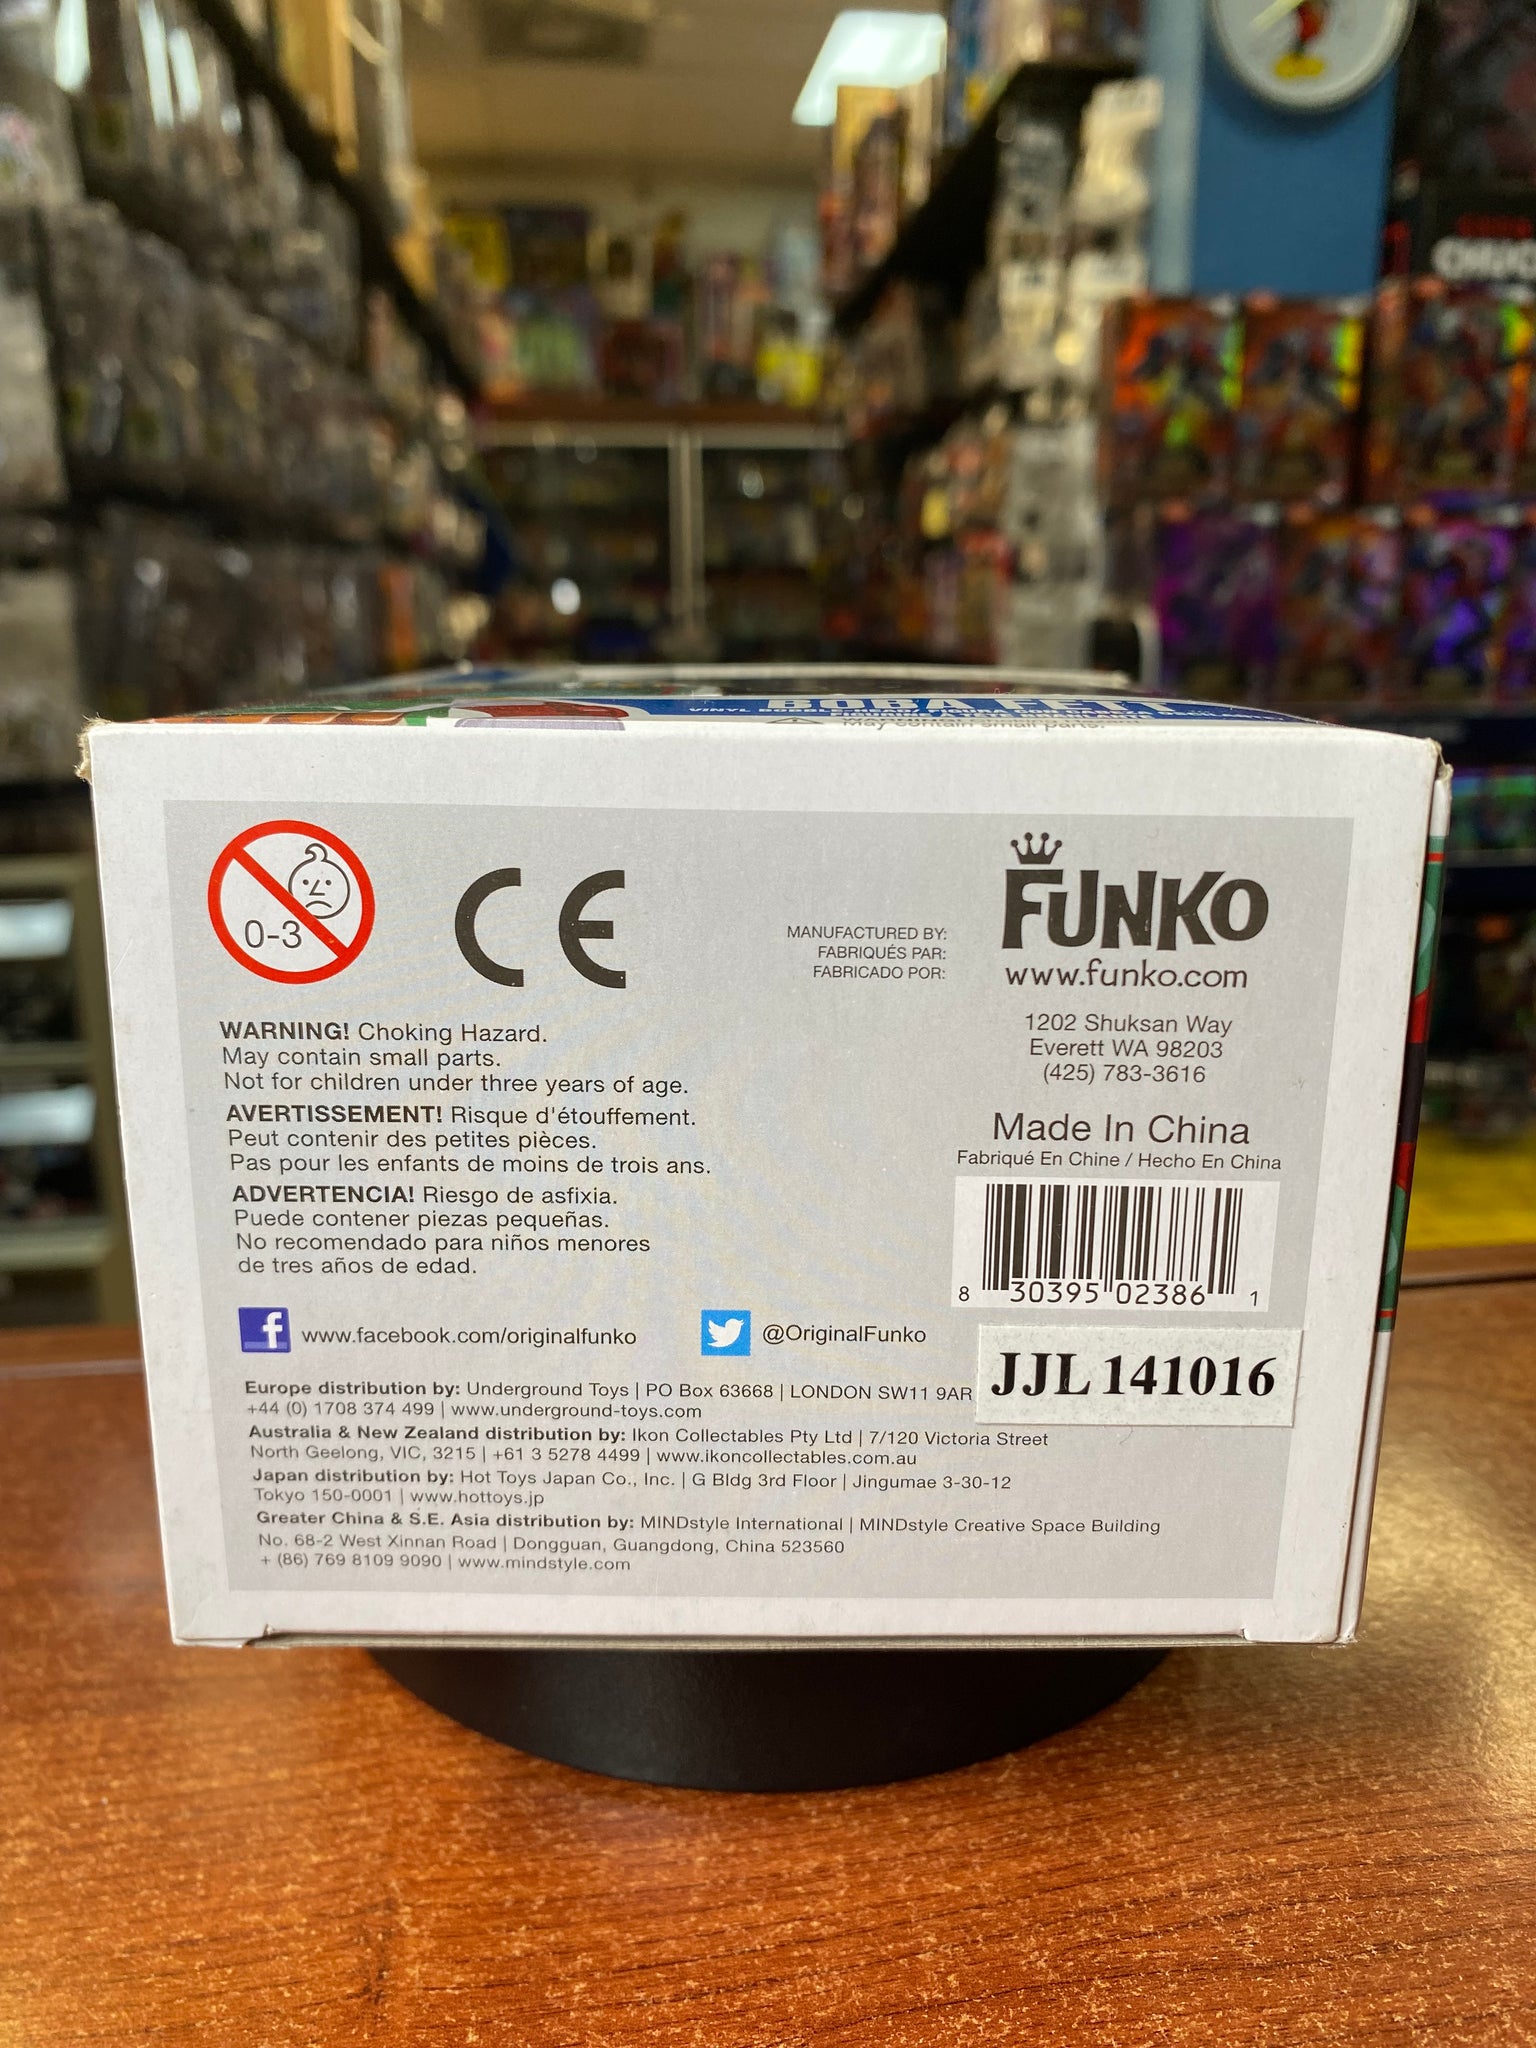 BOBA FETT
May contain small parts.
0-3
CE
MANUFACTURED BY:
FABRIQUÉS PAR:
FABRICADO POR:
FUNKO
www.funko.com
1202 Shuksan Way
Everett WA 98203
(425) 783-3616
WARNING! Choking Hazard.
May contain small parts.
Not for children under three years of age.
AVERTISSEMENT! Risque d'étouffement.
Peut contenir des petites pièces.
Pas pour les enfants de moins de trois ans.
ADVERTENCIA! Riesgo de asfixia.
Puede contener piezas pequeñas.
No recomendado para niños menores
de tres años de edad.
Made In China
Fabriqué En Chine / Hecho En China
8 30395 02386 1
www.facebook.com/originalfunko
@OriginalFunko
JJL 141016
Europe distribution by: Underground Toys | PO Box 63668 | LONDON SW11 9AR
+44 (0) 1708 374 499 | www.underground-toys.com
Australia & New Zealand distribution by: Ikon Collectables Pty Ltd | 7/120 Victoria Street
North Geelong, VIC, 3215 | +61 3 5278 4499 | www.ikoncollectables.com.au
Japan distribution by: Hot Toys Japan Co., Inc. | G Bldg 3rd Floor | Jingumae 3-30-12
Tokyo 150-0001 | www.hottoys.jp
Greater China & S.E. Asia distribution by: MINDstyle International | MINDstyle Creative Space Building
No. 68-2 West Xinnan Road | Dongguan, Guangdong, China 523560
+ (86) 769 8109 9090 | www.mindstyle.com